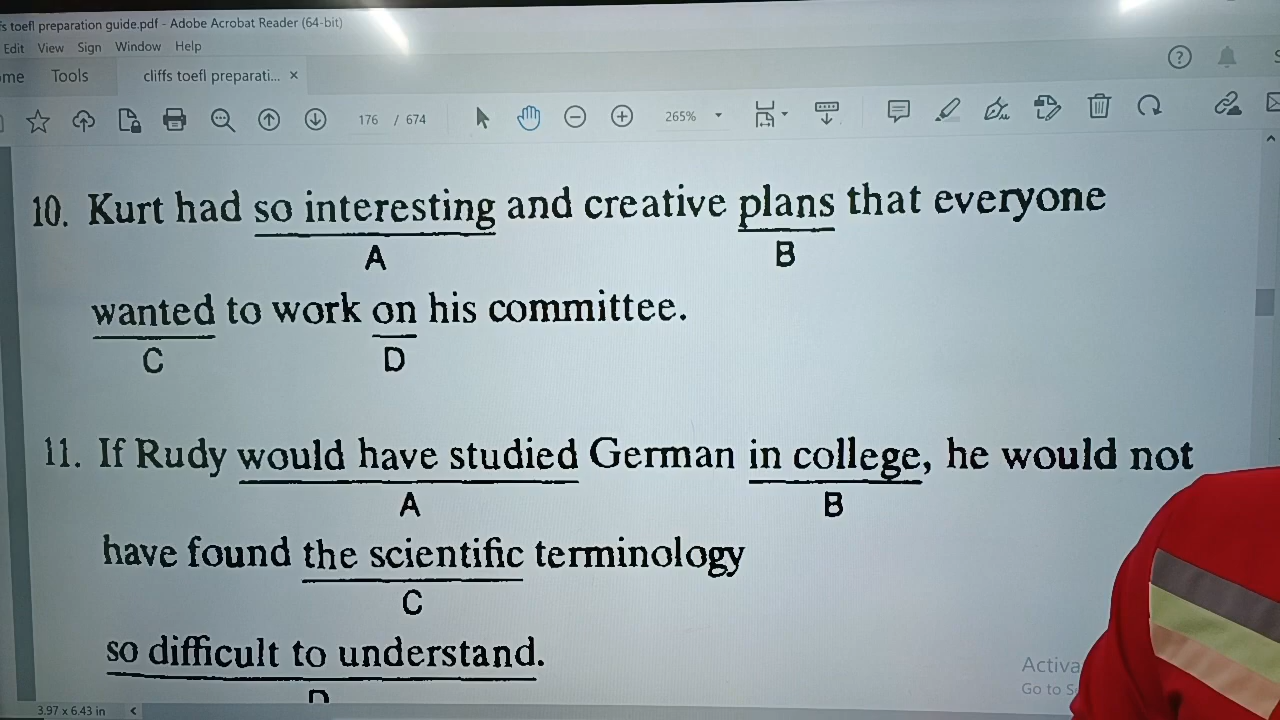 fs toefl preparation guide.pdf - Adobe Acrobat Reader (64-bit)
Edit View Sign Window Help
me Tools cliffs toefl preparati... ×
176 / 674 265%
10. Kurt had so interesting and creative plans that everyone
A B
wanted to work on his committee.
C D
11. If Rudy would have studied German in college, he would not
A B
have found the scientific terminology
C
so difficult to understand.
D
Activa
Go to S
3.97 x 6.43 in